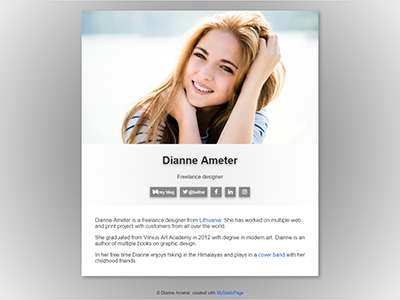 Dianne Ameter
Freelance designer
my blog @twitter
Dianne Ameter is a freelance designer from Lithuania. She has worked on multiple web
and print project with customers from all over the world.
She graduated from Vilnius Art Academy in 2012 with degree in modern art. Dianne is an
author of multiple books on graphic design.
In her free time Dianne enjoys hiking in the Himalayas and plays in a cover band with her
childhood friends.
© Dianne Ameter, created with MyStaticPage